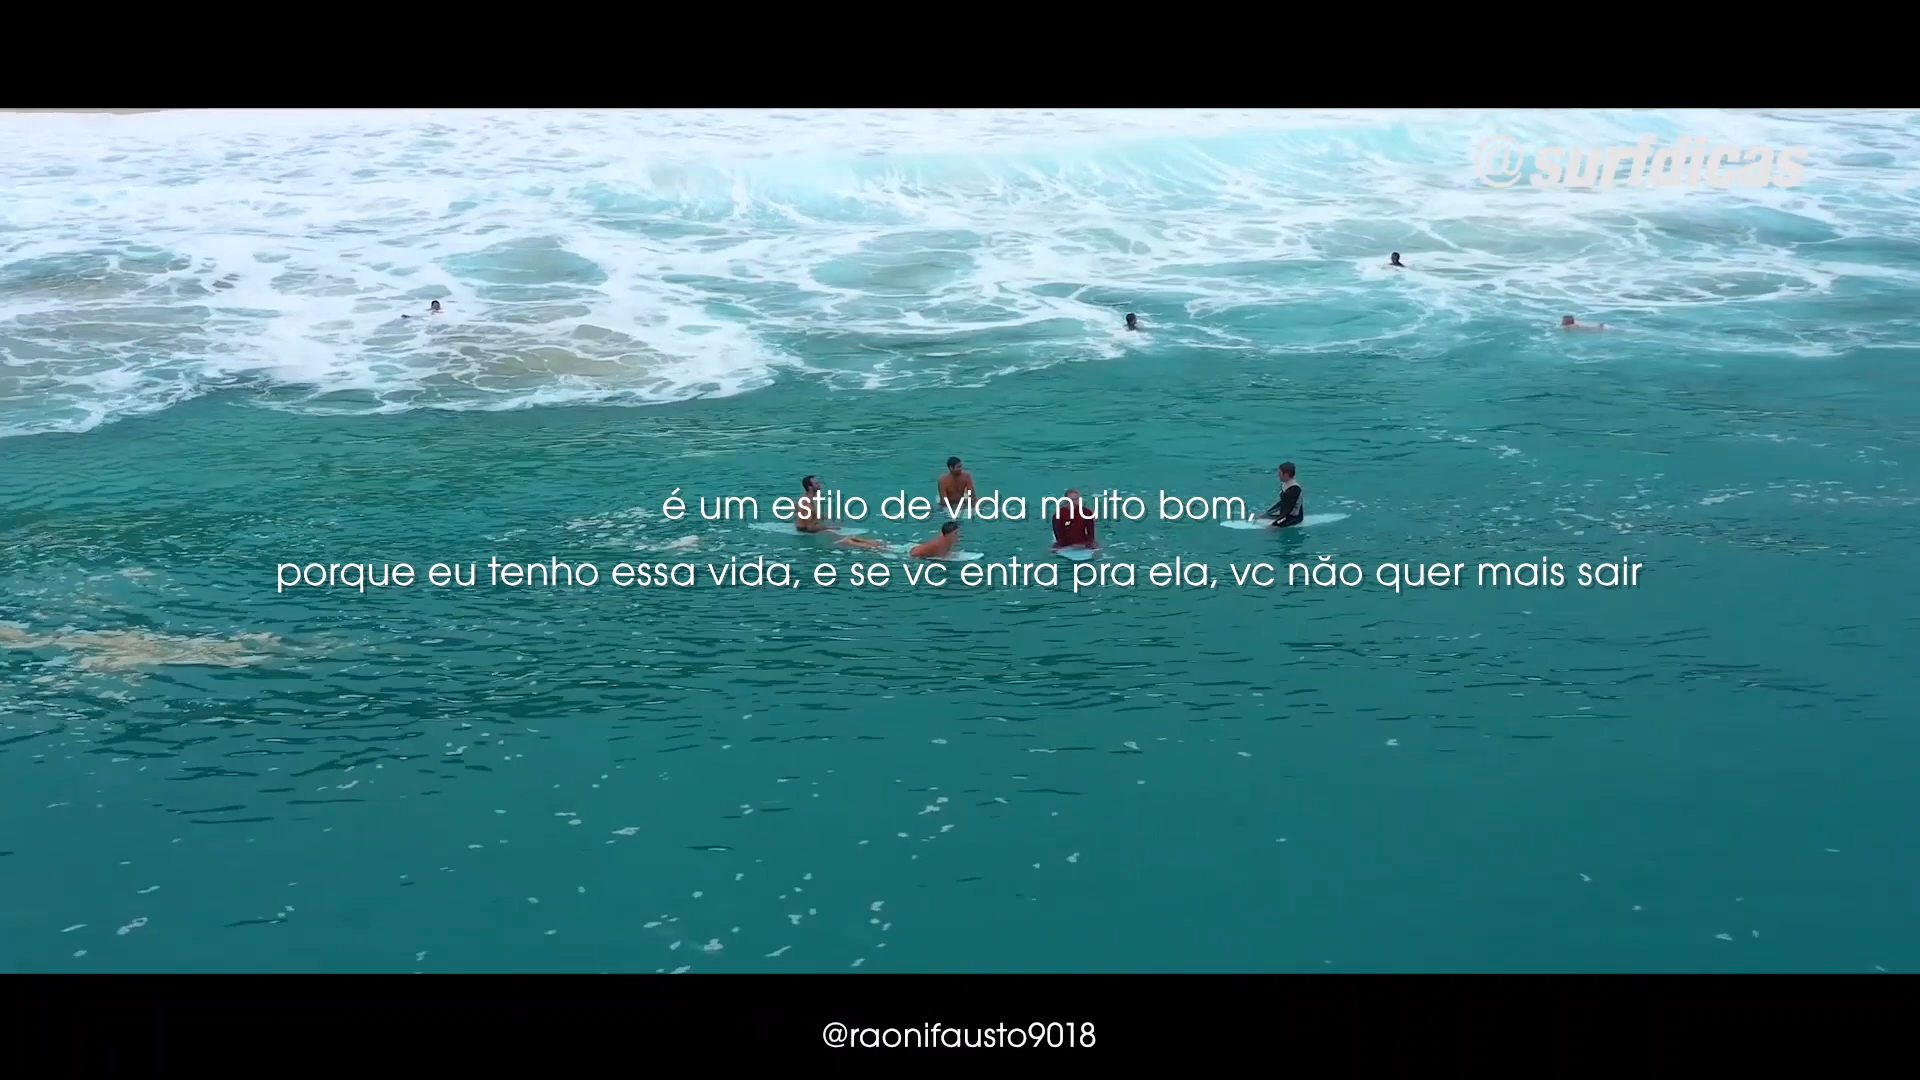 @surfdicas
é um estilo de vida muito bom,
porque eu tenho essa vida, e se vc entra pra ela, vc não quer mais sair
@raonifausto9018